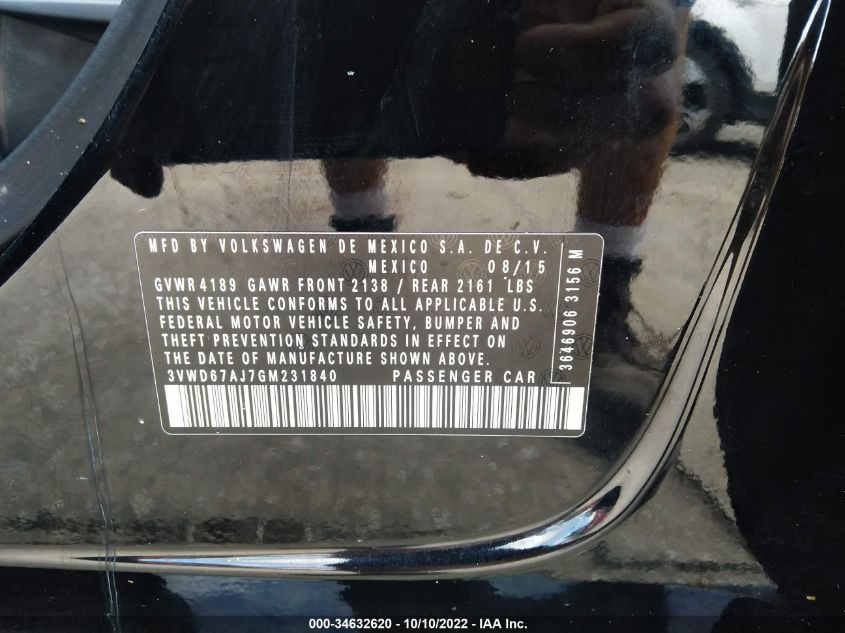 MFD BY VOLKSWAGEN DE MEXICO S.A. DE C.V.
MEXICO 08/15
GVWR 4189 GAWR FRONT 2138 / REAR 2161 LBS
THIS VEHICLE CONFORMS TO ALL APPLICABLE U.S.
FEDERAL MOTOR VEHICLE SAFETY, BUMPER AND
THEFT PREVENTION STANDARDS IN EFFECT ON
THE DATE OF MANUFACTURE SHOWN ABOVE.
3VWD67AJ7GM231840 PASSENGER CAR
3646906 3156 M
000-34632620 - 10/10/2022 - IAA Inc.